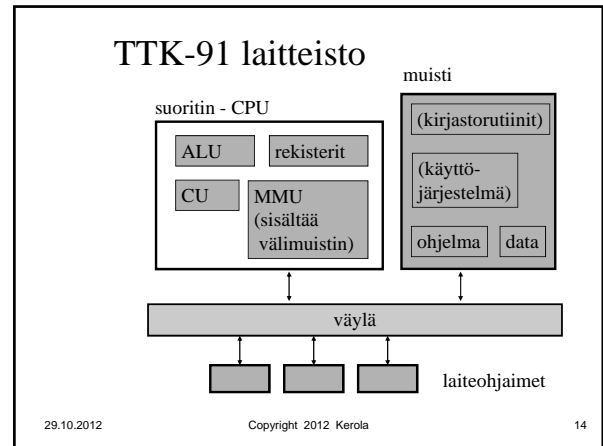 TTK-91 laitteisto
muisti
suoritin - CPU
(kirjastorutiinit)
ALU
rekisterit
(käyttö-
järjestelmä)
CU
MMU
(sisältää
välimuistin)
ohjelma
data
väylä
laiteohjaimet
29.10.2012
Copyright 2012 Kerola
14